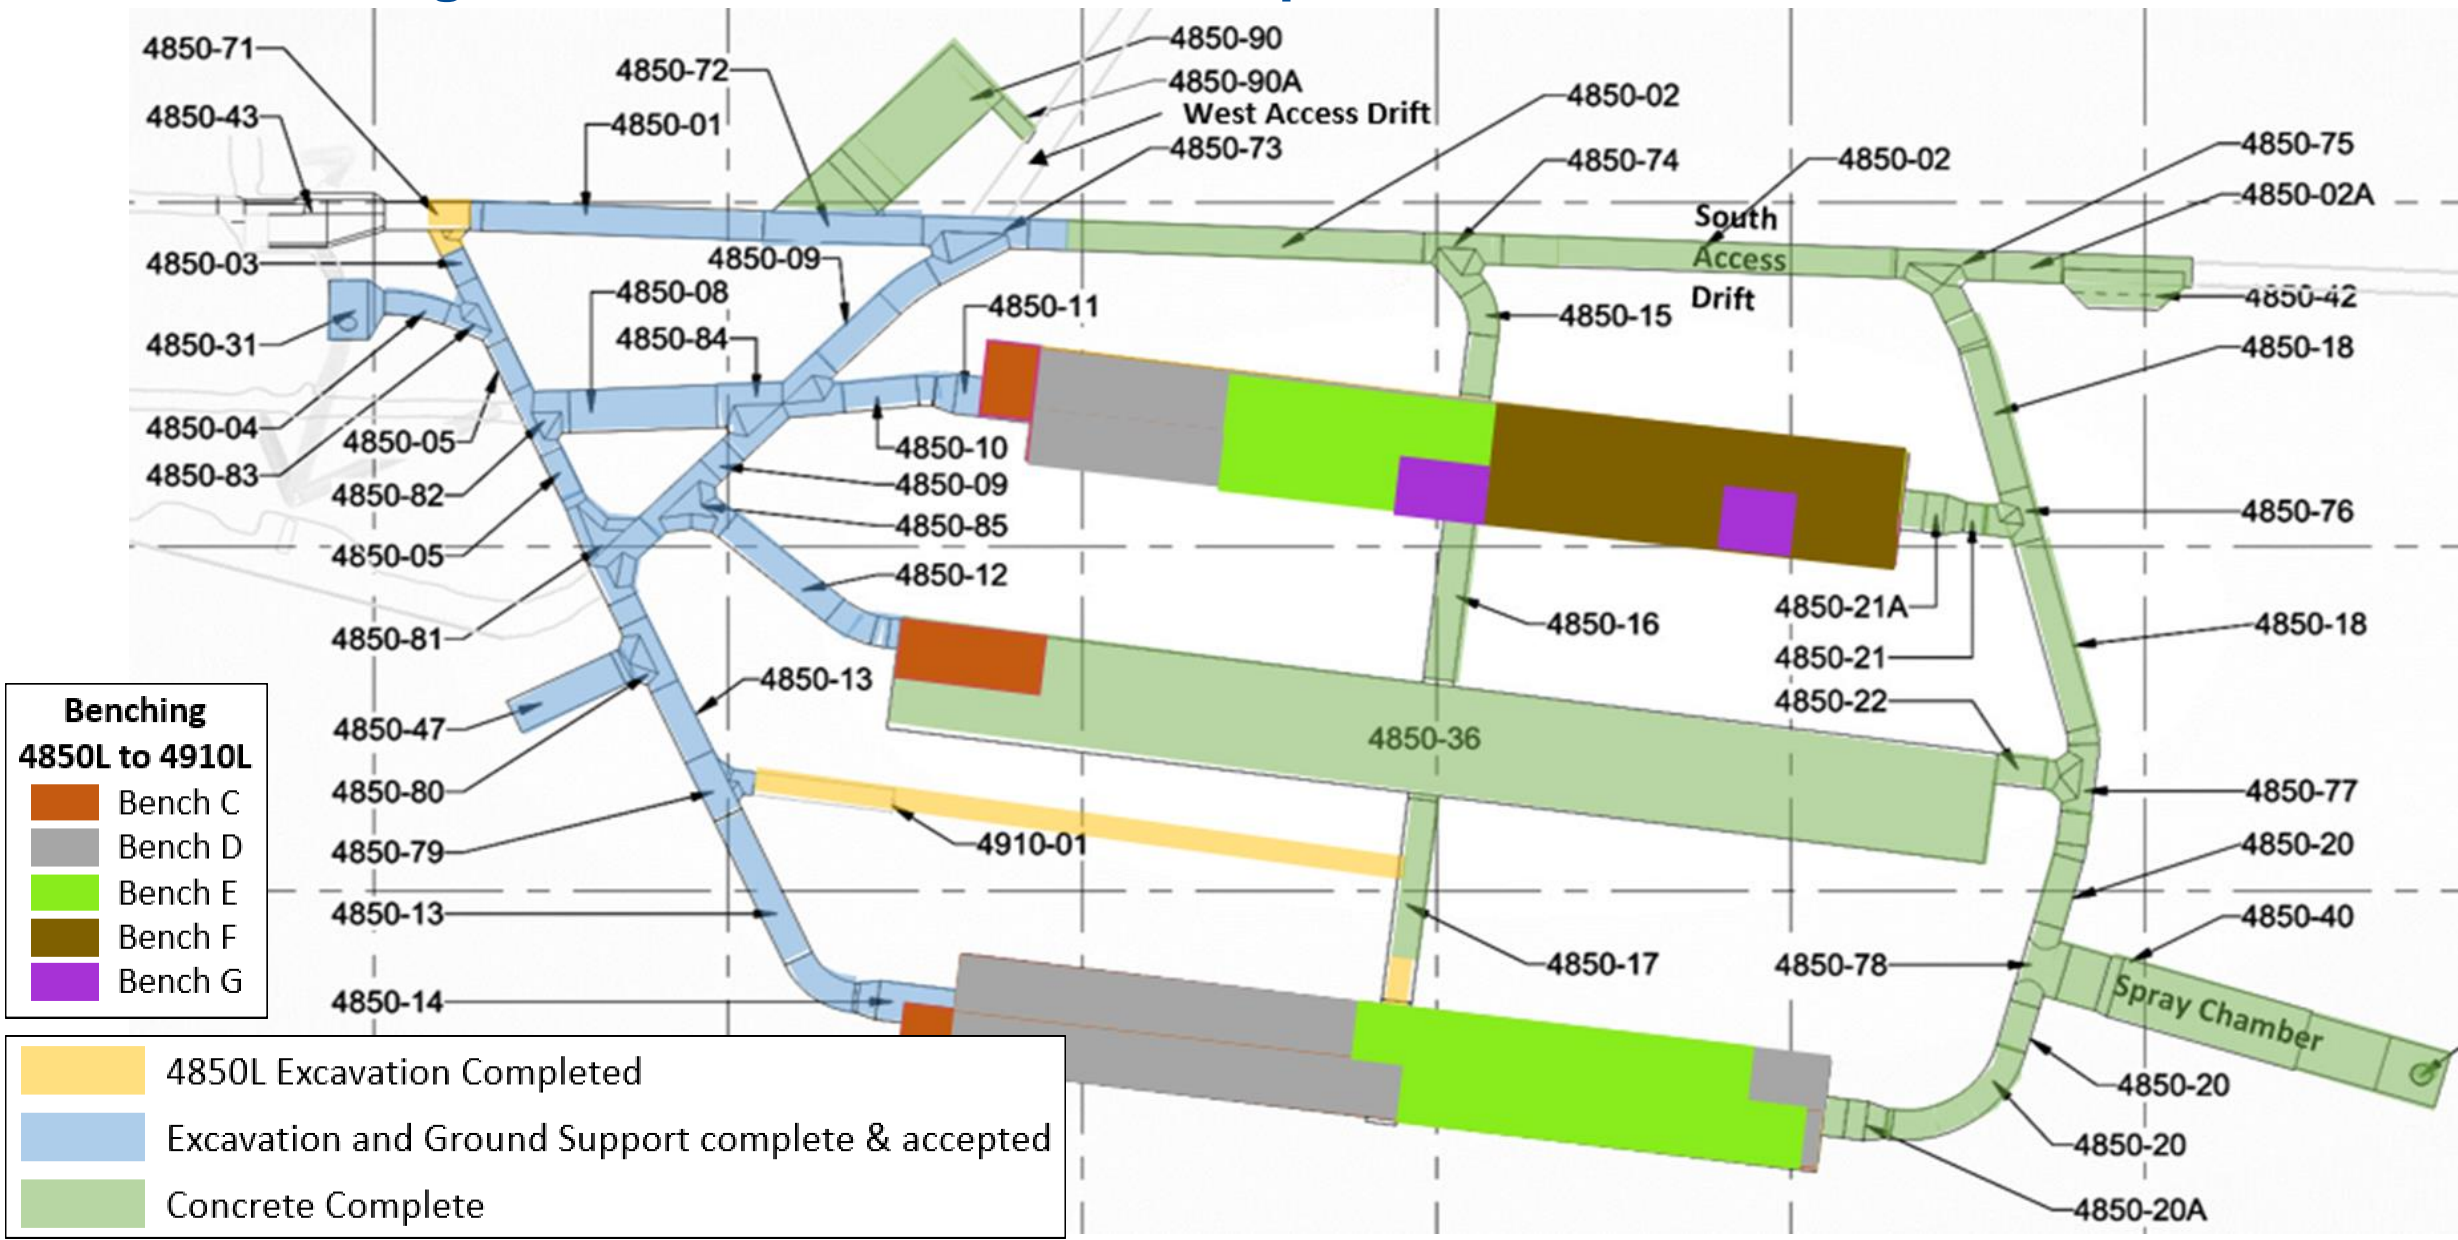 4850-71
4850-72
4850-90
4850-90A
4850-43
4850-01
West Access Drift
4850-73
4850-02
4850-74
4850-02
4850-75
4850-02A
South
Access
Drift
4850-03
4850-09
4850-08
4850-11
4850-15
4850-42
4850-31
4850-84
4850-18
4850-04
4850-05
4850-10
4850-83
4850-82
4850-09
4850-85
4850-76
4850-05
4850-12
4850-21A
4850-16
4850-18
4850-81
4850-21
4850-13
4850-22
4850-47
4850-36
4850-80
4850-77
4850-79
4910-01
4850-20
4850-13
4850-40
4850-17
4850-78
4850-14
Spray Chamber
4850-20
4850-20
4850-20A
Benching
4850L to 4910L
Bench C
Bench D
Bench E
Bench F
Bench G
4850L Excavation Completed
Excavation and Ground Support complete & accepted
Concrete Complete